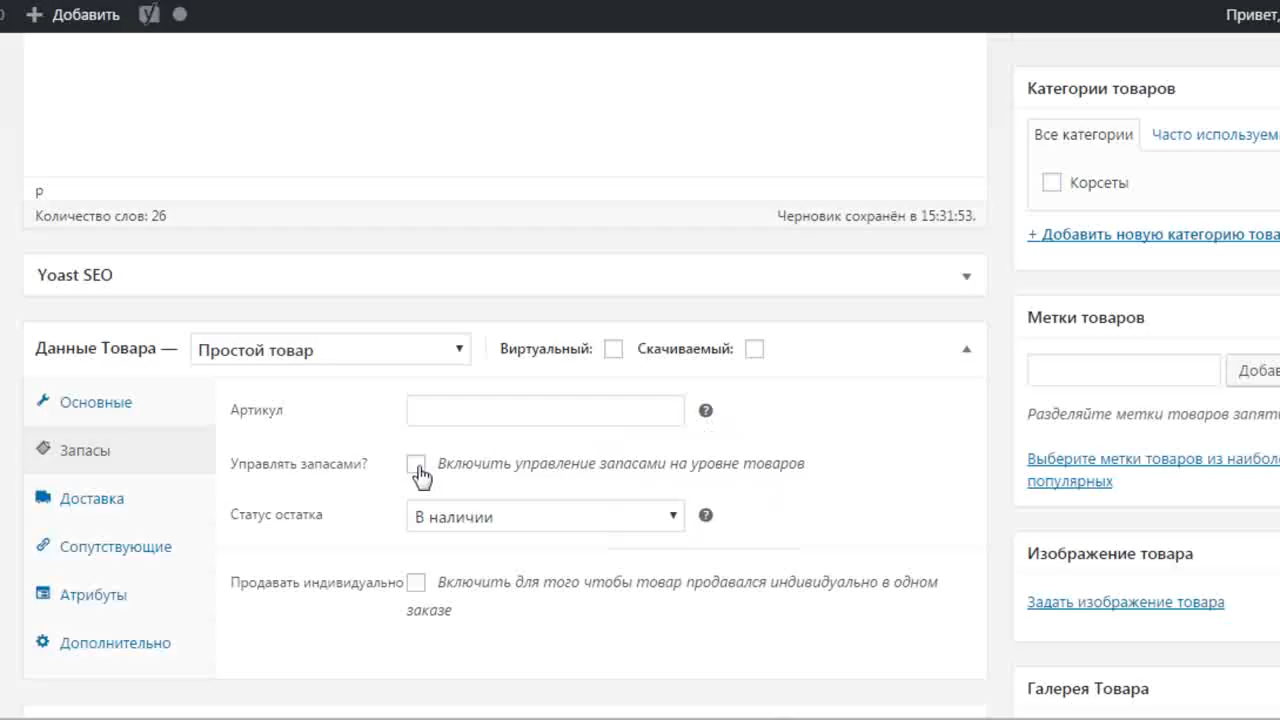 Добавить
Привет,
p
Количество слов: 26
Черновик сохранён в 15:31:53.
Yoast SEO
Данные Товара —
Простой товар
Виртуальный:
Скачиваемый:
Основные
Запасы
Доставка
Сопутствующие
Атрибуты
Дополнительно
Артикул
Управлять запасами?
Включить управление запасами на уровне товаров
Статус остатка
В наличии
Продавать индивидуально
Включить для того чтобы товар продавался индивидуально в одном
заказе
Категории товаров
Все категории
Часто используем
Корсеты
+ Добавить новую категорию това
Метки товаров
Добав
Разделяйте метки товаров запят
Выберите метки товаров из наибол
популярных
Изображение товара
Задать изображение товара
Галерея Товара